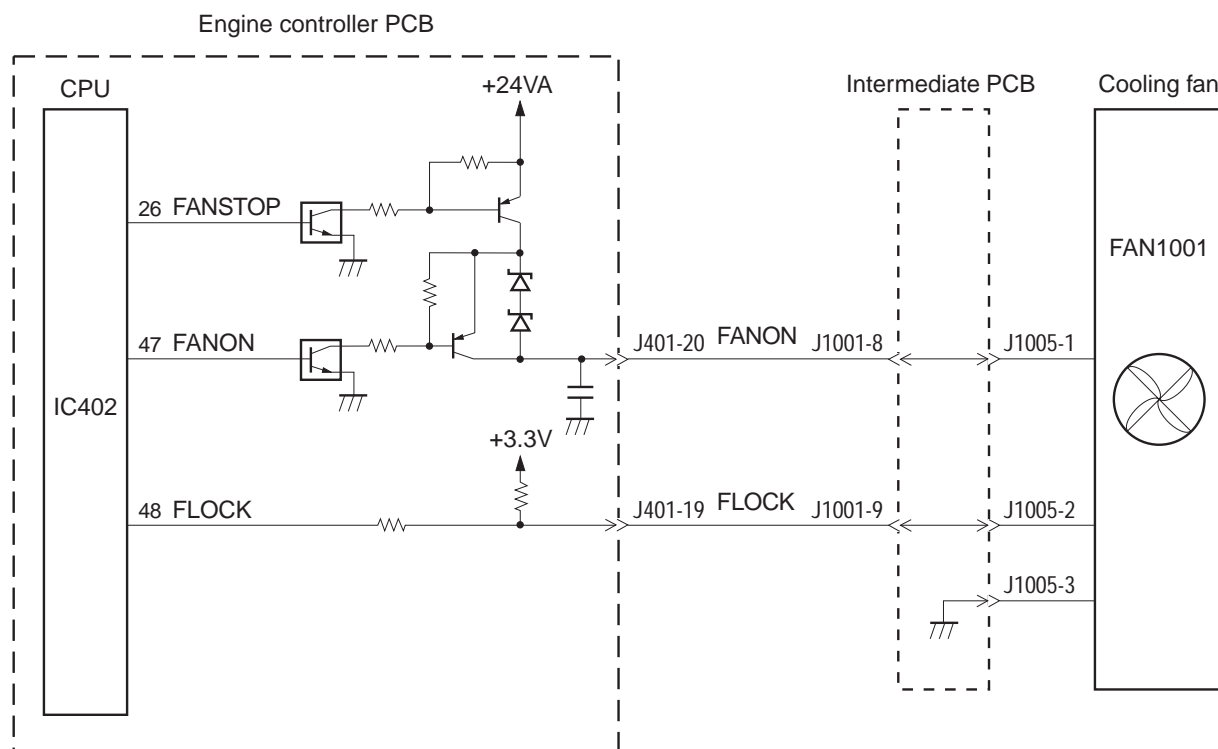 Engine controller PCB
CPU
+24VA
Intermediate PCB
Cooling fan
26 FANSTOP
FAN1001
47 FANON
J401-20 FANON J1001-8
J1005-1
IC402
+3.3V
48 FLOCK
J401-19 FLOCK J1001-9
J1005-2
J1005-3